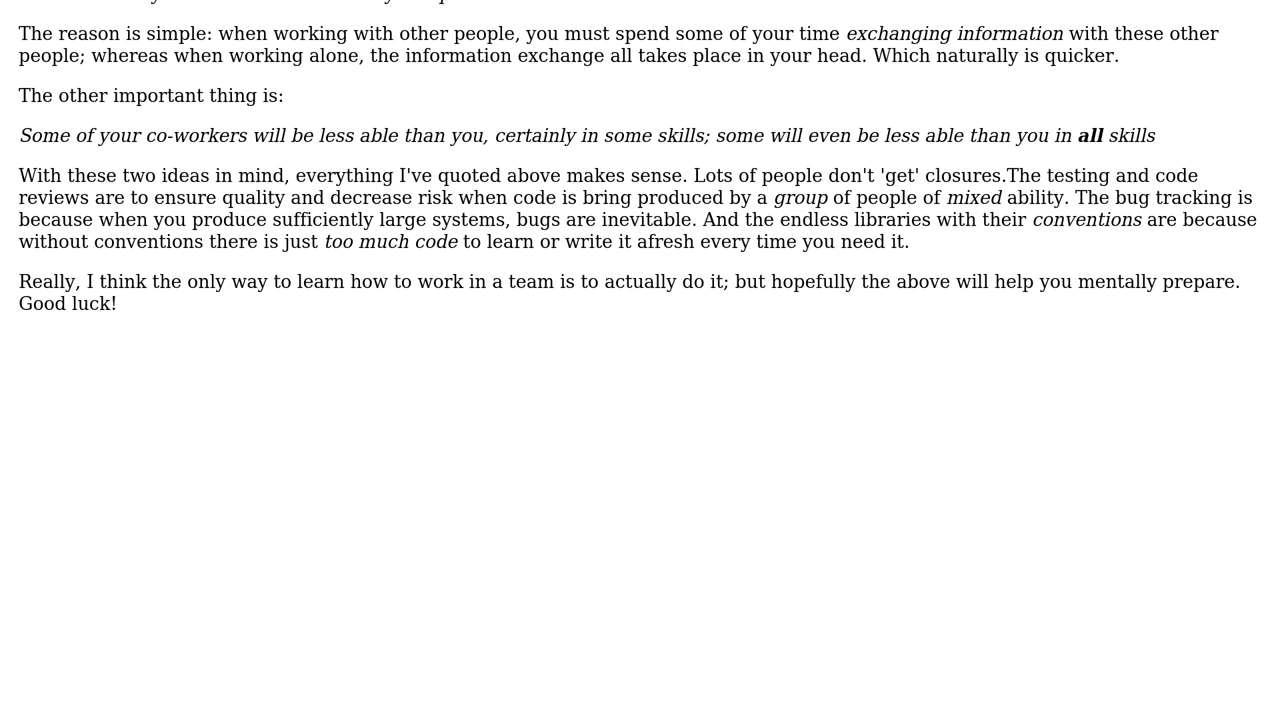 The reason is simple: when working with other people, you must spend some of your time exchanging information with these other
people; whereas when working alone, the information exchange all takes place in your head. Which naturally is quicker.
The other important thing is:
Some of your co-workers will be less able than you, certainly in some skills; some will even be less able than you in all skills
With these two ideas in mind, everything I've quoted above makes sense. Lots of people don't 'get' closures.The testing and code
reviews are to ensure quality and decrease risk when code is bring produced by a group of people of mixed ability. The bug tracking is
because when you produce sufficiently large systems, bugs are inevitable. And the endless libraries with their conventions are because
without conventions there is just too much code to learn or write it afresh every time you need it.
Really, I think the only way to learn how to work in a team is to actually do it; but hopefully the above will help you mentally prepare.
Good luck!